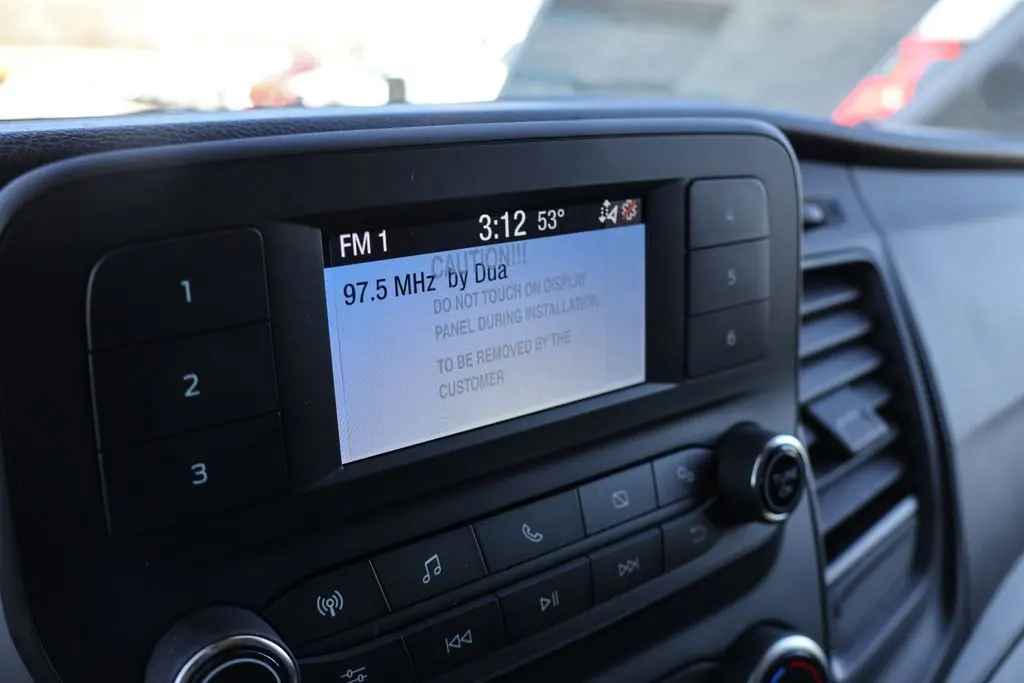 FM 1 3:12 53°
CAUTION!!!
97.5 MHz by Dua
DO NOT TOUCH ON DISPLAY
PANEL DURING INSTALLATION
TO BE REMOVED BY THE
CUSTOMER
1
2
3
4
5
6